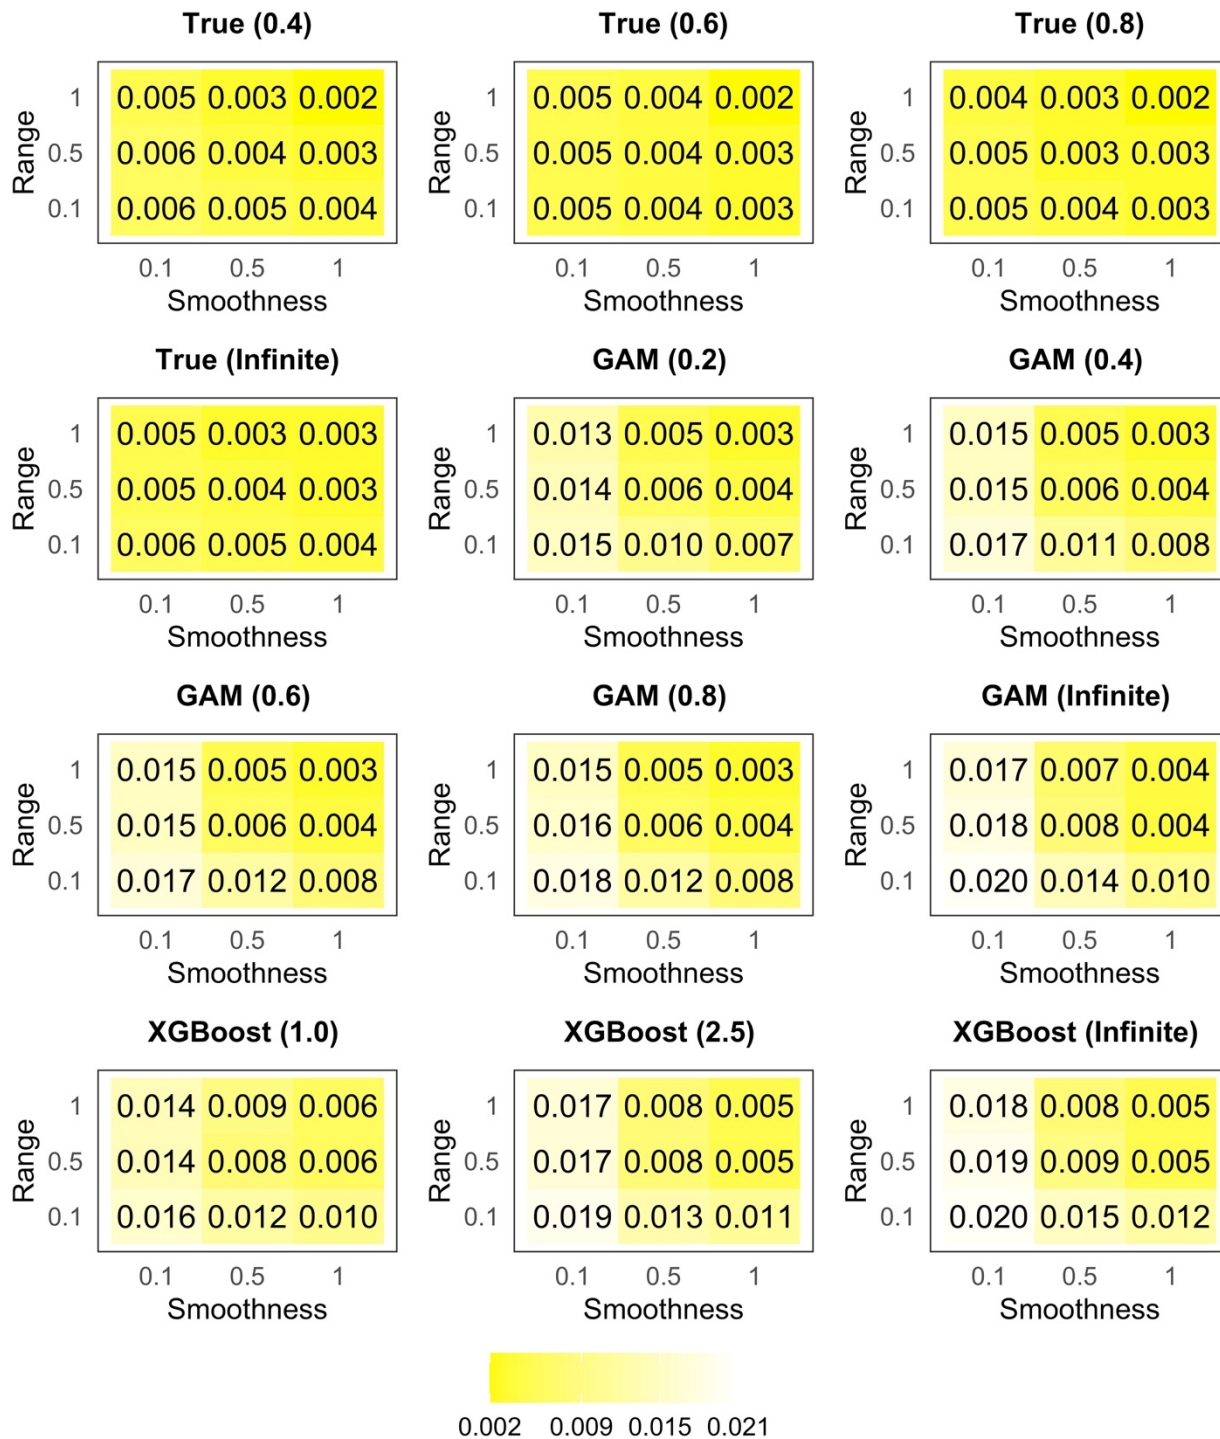 True (0.4) True (0.6) True (0.8)
Range 1 0.005 0.003 0.002 Range 1 0.005 0.004 0.002 Range 1 0.004 0.003 0.002
0.5 0.006 0.004 0.003 0.5 0.005 0.004 0.003 0.5 0.005 0.003 0.003
0.1 0.006 0.005 0.004 0.1 0.005 0.004 0.003 0.1 0.005 0.004 0.003
0.1 0.5 1 0.1 0.5 1 0.1 0.5 1
Smoothness Smoothness Smoothness
True (Infinite) GAM (0.2) GAM (0.4)
Range 1 0.005 0.003 0.003 Range 1 0.013 0.005 0.003 Range 1 0.015 0.005 0.003
0.5 0.005 0.004 0.003 0.5 0.014 0.006 0.004 0.5 0.015 0.006 0.004
0.1 0.006 0.005 0.004 0.1 0.015 0.010 0.007 0.1 0.017 0.011 0.008
0.1 0.5 1 0.1 0.5 1 0.1 0.5 1
Smoothness Smoothness Smoothness
GAM (0.6) GAM (0.8) GAM (Infinite)
Range 1 0.015 0.005 0.003 Range 1 0.015 0.005 0.003 Range 1 0.017 0.007 0.004
0.5 0.015 0.006 0.004 0.5 0.016 0.006 0.004 0.5 0.018 0.008 0.004
0.1 0.017 0.012 0.008 0.1 0.018 0.012 0.008 0.1 0.020 0.014 0.010
0.1 0.5 1 0.1 0.5 1 0.1 0.5 1
Smoothness Smoothness Smoothness
XGBoost (1.0) XGBoost (2.5) XGBoost (Infinite)
Range 1 0.014 0.009 0.006 Range 1 0.017 0.008 0.005 Range 1 0.018 0.008 0.005
0.5 0.014 0.008 0.006 0.5 0.017 0.008 0.005 0.5 0.019 0.009 0.005
0.1 0.016 0.012 0.010 0.1 0.019 0.013 0.011 0.1 0.020 0.015 0.012
0.1 0.5 1 0.1 0.5 1 0.1 0.5 1
Smoothness Smoothness Smoothness
0.002 0.009 0.015 0.021